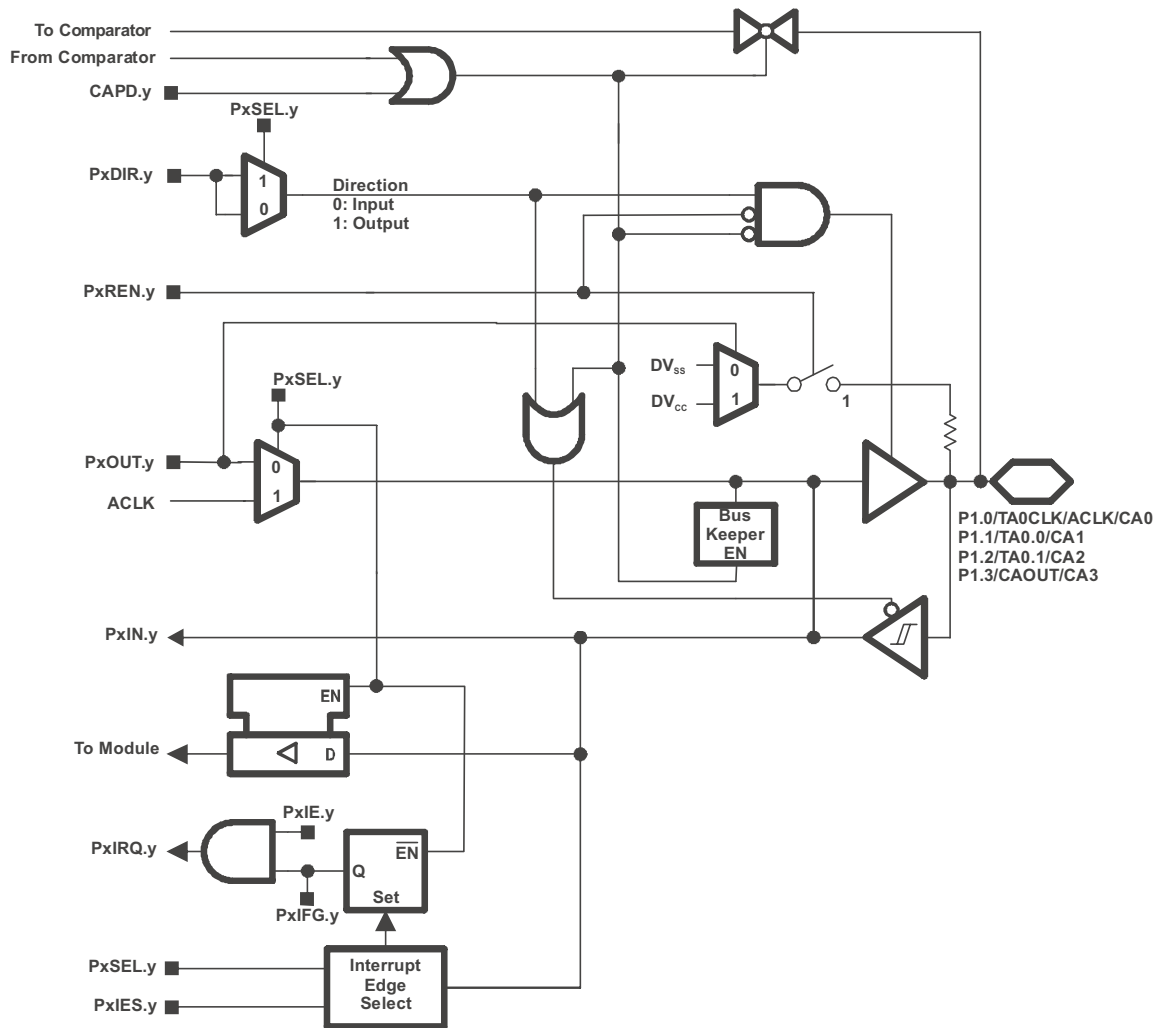 To Comparator
From Comparator
CAPD.y
PxSEL.y
PxDIR.y
1
0
Direction
0: Input
1: Output
PxREN.y
DVSS
0
DVCC
1
1
PxSEL.y
PxOUT.y
0
ACLK
1
Bus
Keeper
EN
P1.0/TA0CLK/ACLK/CA0
P1.1/TA0.0/CA1
P1.2/TA0.1/CA2
P1.3/CAOUT/CA3
PxIN.y
EN
To Module
D
PxIE.y
PxIRQ.y
EN
Q
Set
PxIFG.y
PxSEL.y
PxIES.y
Interrupt
Edge
Select